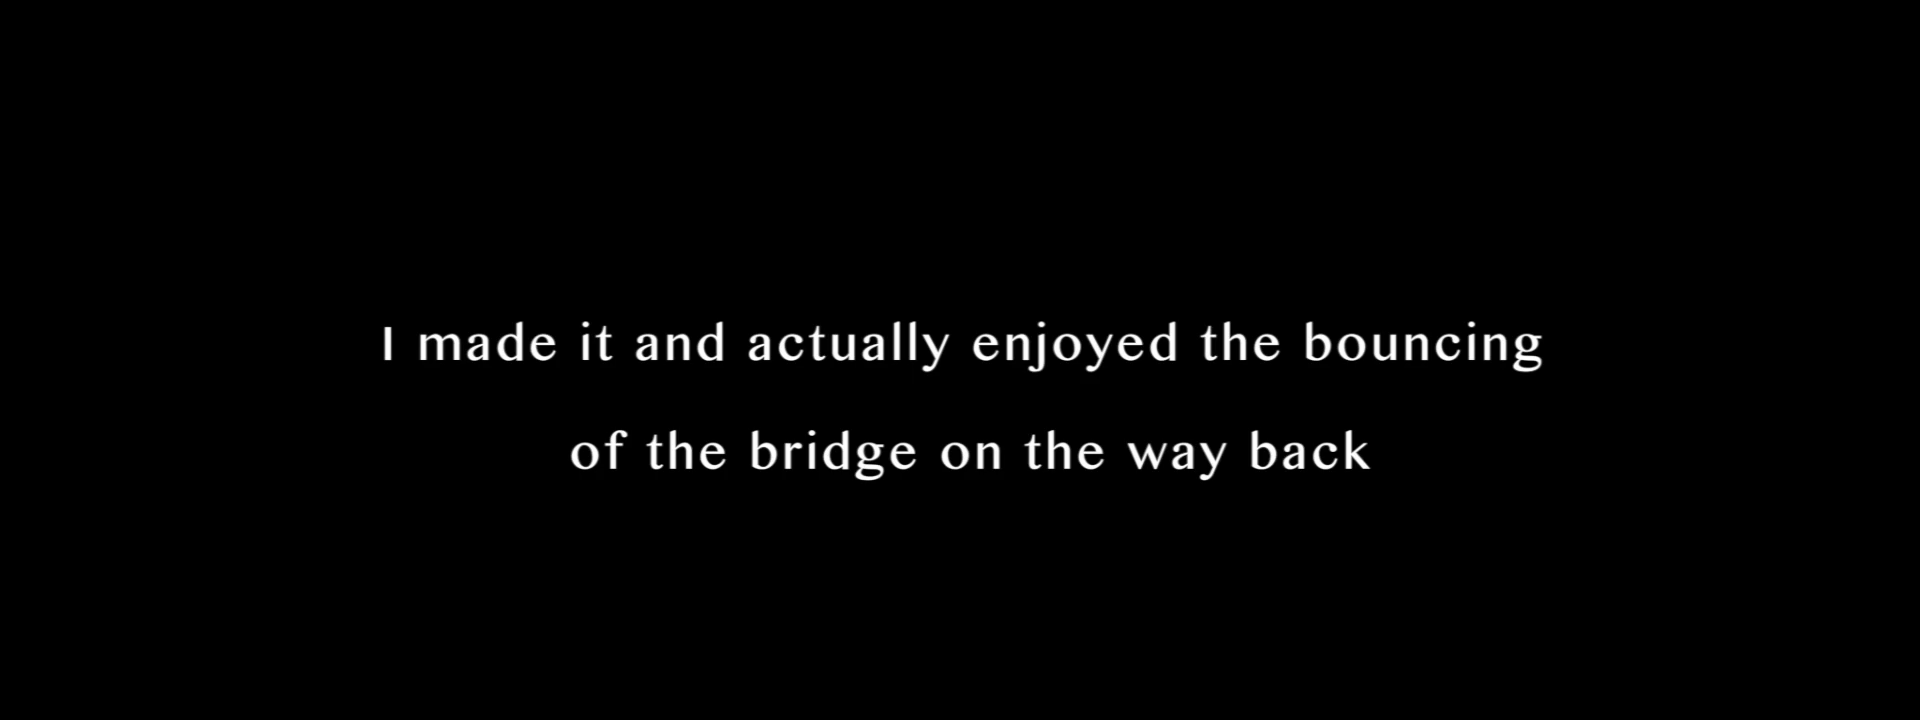 I made it and actually enjoyed the bouncing
of the bridge on the way back